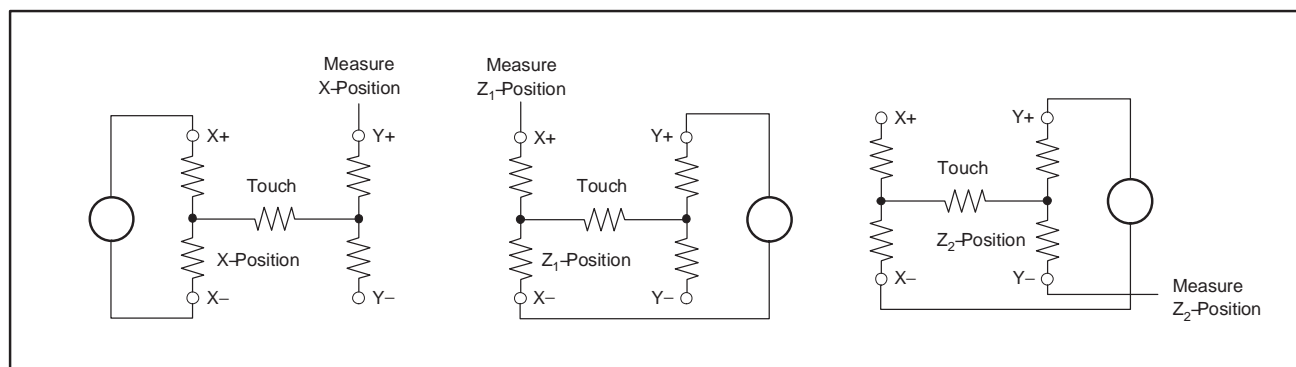 Measure
X–Position
X+
Y+
Touch
X–Position
X–
Y–
Measure
Z1–Position
X+
Y+
Touch
Z1–Position
X–
Y–
X+
Y+
Touch
Z2–Position
X–
Y–
Measure
Z2–Position